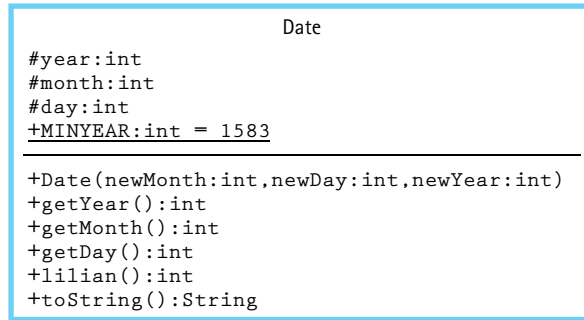 Date
#year:int
#month:int
#day:int
+MINYEAR:int = 1583
+Date(newMonth:int,newDay:int,newYear:int)
+getYear():int
+getMonth():int
+getDay():int
+lilian():int
+toString():String